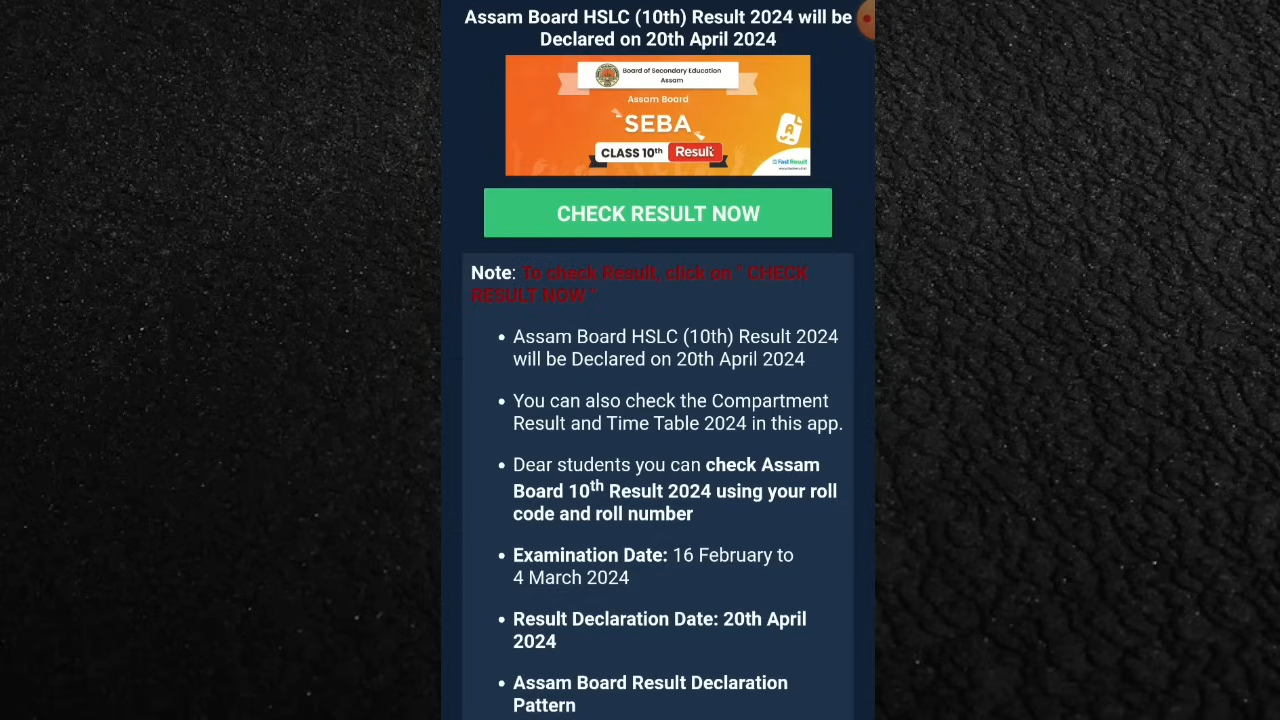 Assam Board HSLC (10th) Result 2024 will be
Declared on 20th April 2024
Board of Secondary Education
Assam
Assam Board
SEBA
CLASS 10th Result
Fast Result
CHECK RESULT NOW
Note: To check Result, click on " CHECK
RESULT NOW "
• Assam Board HSLC (10th) Result 2024
will be Declared on 20th April 2024
• You can also check the Compartment
Result and Time Table 2024 in this app.
• Dear students you can check Assam
Board 10th Result 2024 using your roll
code and roll number
• Examination Date: 16 February to
4 March 2024
• Result Declaration Date: 20th April
2024
• Assam Board Result Declaration
Pattern